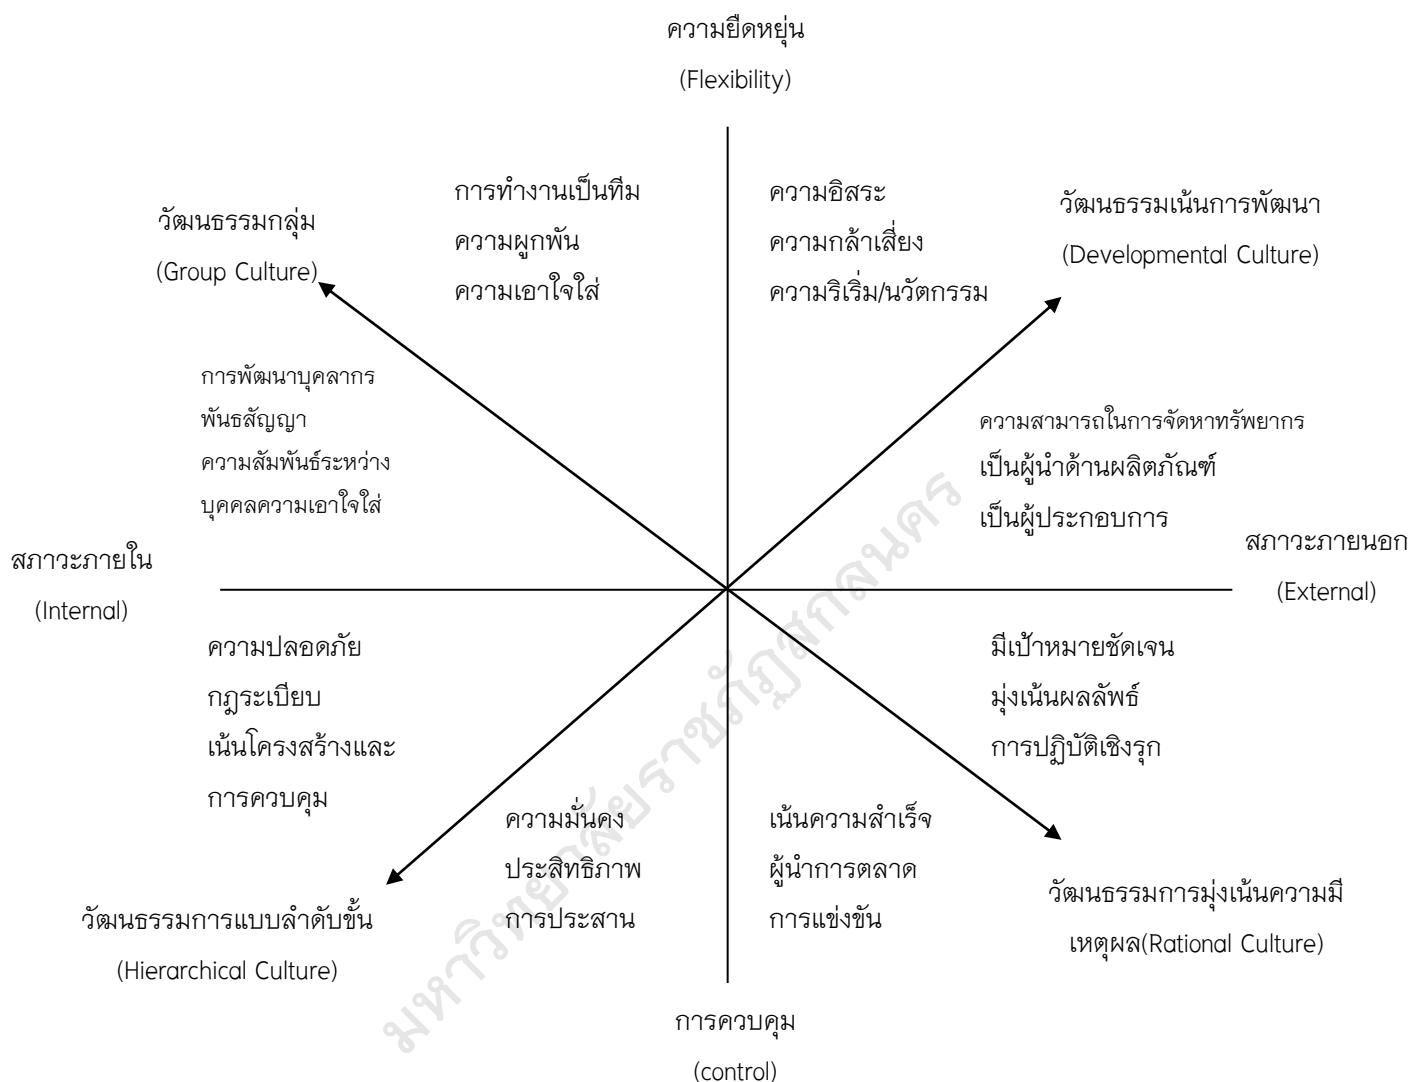 ความยืดหยุ่น
(Flexibility)
การทำงานเป็นทีม
ความผูกพัน
ความเอาใจใส่
ความอิสระ
ความกล้าเสี่ยง
ความริเริ่ม/นวัตกรรม
วัฒนธรรมกลุ่ม
(Group Culture)
วัฒนธรรมเน้นการพัฒนา
(Developmental Culture)
การพัฒนาบุคลากร
พันธสัญญา
ความสัมพันธ์ระหว่าง
บุคคลความเอาใจใส่
ความสามารถในการจัดหาทรัพยากร
เป็นผู้นำด้านผลิตภัณฑ์
เป็นผู้ประกอบการ
สภาวะภายใน
(Internal)
สภาวะภายนอก
(External)
ความปลอดภัย
กฎระเบียบ
เน้นโครงสร้างและ
การควบคุม
มีเป้าหมายชัดเจน
มุ่งเน้นผลลัพธ์
การปฏิบัติเชิงรุก
ความมั่นคง
ประสิทธิภาพ
การประสาน
เน้นความสำเร็จ
ผู้นำการตลาด
การแข่งขัน
วัฒนธรรมการแบบลำดับขั้น
(Hierarchical Culture)
วัฒนธรรมการมุ่งเน้นความมี
เหตุผล(Rational Culture)
การควบคุม
(control)
มหาวิทยาลัยราชภัฏสกลนคร